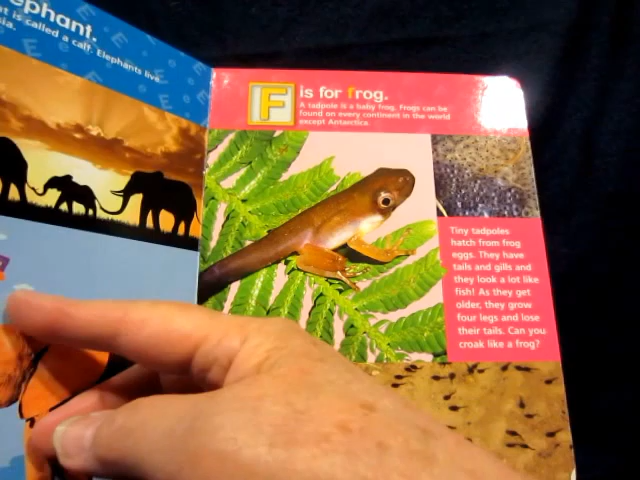 ephant.
at is called a calf. Elephants live
sia.
F is for frog.
A tadpole is a baby frog. Frogs can be
found on every continent in the world
except Antarctica.
Tiny tadpoles
hatch from frog
eggs. They have
tails and gills and
they look a lot like
fish! As they get
older, they grow
four legs and lose
their tails. Can you
croak like a frog?